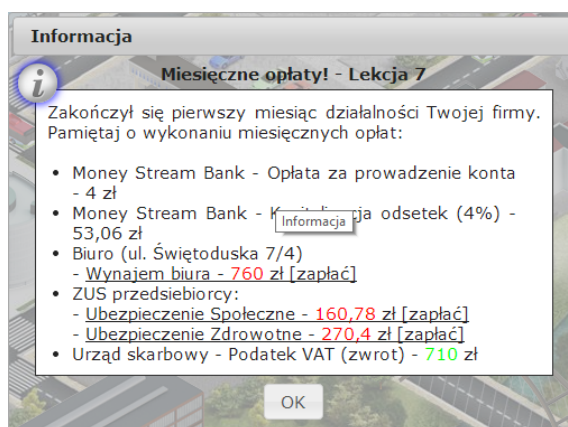 Informacja
Miesięczne opłaty! - Lekcja 7
Zakończył się pierwszy miesiąc działalności Twojej firmy.
Pamiętaj o wykonaniu miesięcznych opłat:
• Money Stream Bank - Opłata za prowadzenie konta
- 4 zł
• Money Stream Bank - odsetek (4%) -
Informacja
53,06 zł
• Biuro (ul. Świętoduska 7/4)
- Wynajem biura - 760 zł [zapłać]
• ZUS przedsiebiorcy:
- Ubezpieczenie Społeczne - 160,78 zł [zapłać]
- Ubezpieczenie Zdrowotne - 270,4 zł [zapłać]
• Urząd skarbowy - Podatek VAT (zwrot) - 710 zł
OK